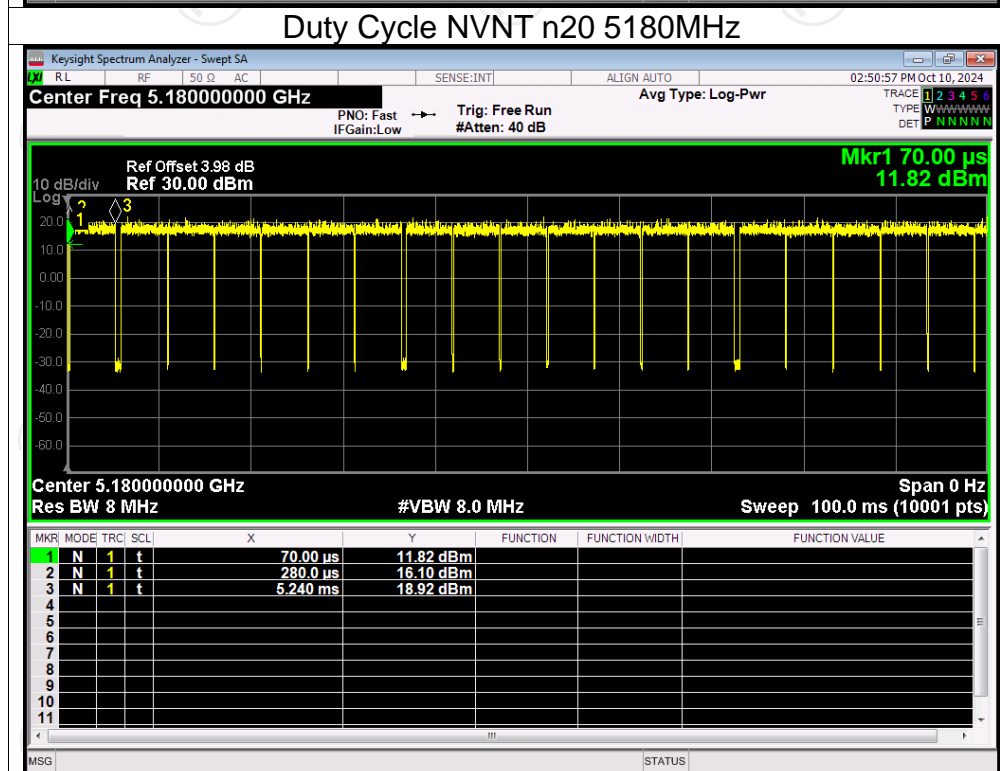 Duty Cycle NVNT n20 5180MHz
Keysight Spectrum Analyzer - Swept SA
LXI RL RF 50 Ω AC SENSE:INT ALIGN AUTO 02:50:57 PM Oct 10, 2024
Center Freq 5.180000000 GHz Avg Type: Log-Pwr TRACE 1 2 3 4 5 6
PNO: Fast Trig: Free Run TYPE WWWWWW
IFGain:Low #Atten: 40 dB DET P N N N N N
Mkr1 70.00 µs
Ref Offset 3.98 dB
10 dB/div Ref 30.00 dBm 11.82 dBm
Log
2 3
20.0 1
10.0
0.00
-10.0
-20.0
-30.0
-40.0
-50.0
-60.0
Center 5.180000000 GHz Span 0 Hz
Res BW 8 MHz #VBW 8.0 MHz Sweep 100.0 ms (10001 pts)
MKR MODE TRC SCL X Y FUNCTION FUNCTION WIDTH FUNCTION VALUE
1 N 1 t 70.00 µs 11.82 dBm
2 N 1 t 280.0 µs 16.10 dBm
3 N 1 t 5.240 ms 18.92 dBm
4
5
6
7
8
9
10
11
MSG STATUS